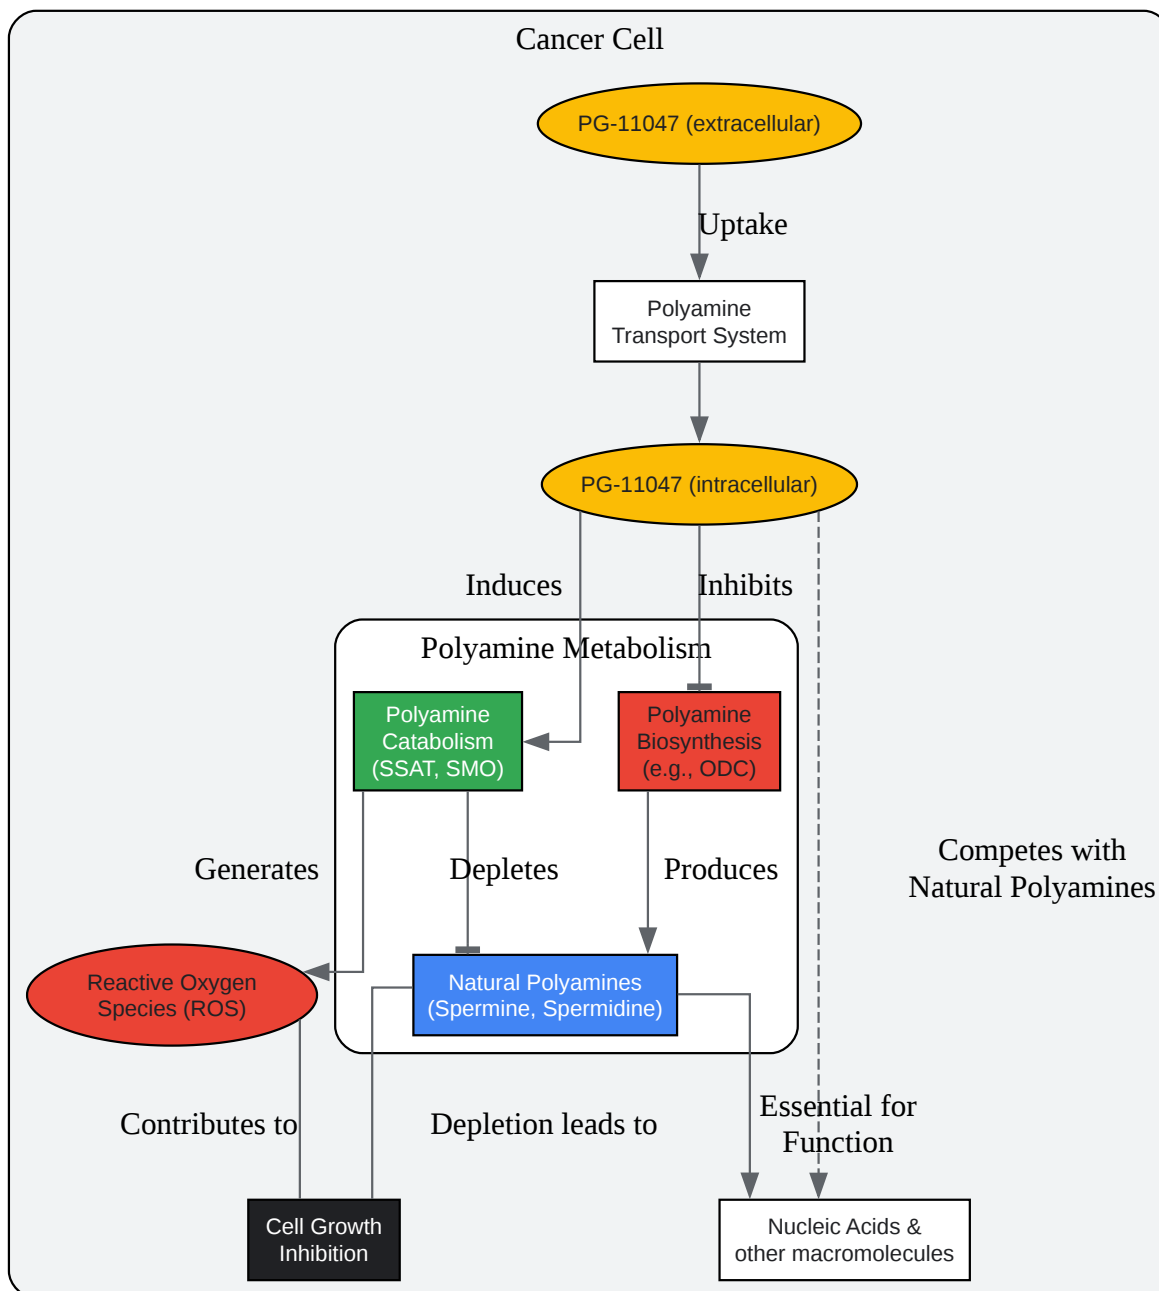 Cancer Cell
PG-11047 (extracellular)
Uptake
Polyamine
Transport System
PG-11047 (intracellular)
Induces
Inhibits
Polyamine Metabolism
Polyamine
Catabolism
(SSAT, SMO)
Polyamine
Biosynthesis
(e.g., ODC)
Generates
Depletes
Produces
Competes with
Natural Polyamines
Reactive Oxygen
Species (ROS)
Natural Polyamines
(Spermine, Spermidine)
Contributes to
Depletion leads to
Essential for
Function
Cell Growth
Inhibition
Nucleic Acids &
other macromolecules